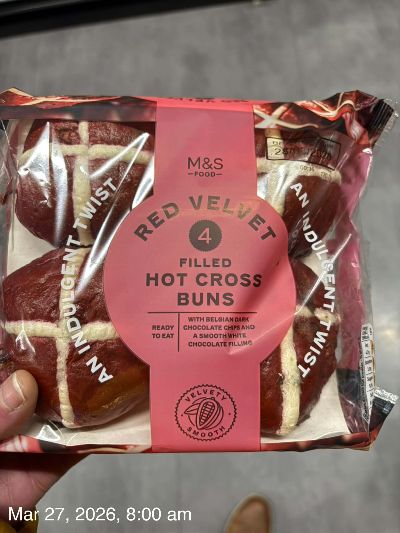 M&S
FOOD
RED VELVET
4
FILLED
HOT CROSS
BUNS
READY
TO EAT
WITH BELGIAN DARK
CHOCOLATE CHIPS AND
A SMOOTH WHITE
CHOCOLATE FILLING
AN INDULGENT TWIST
AN INDULGENT TWIST
VELVETY
SMOOTH
Mar 27, 2026, 8:00 am